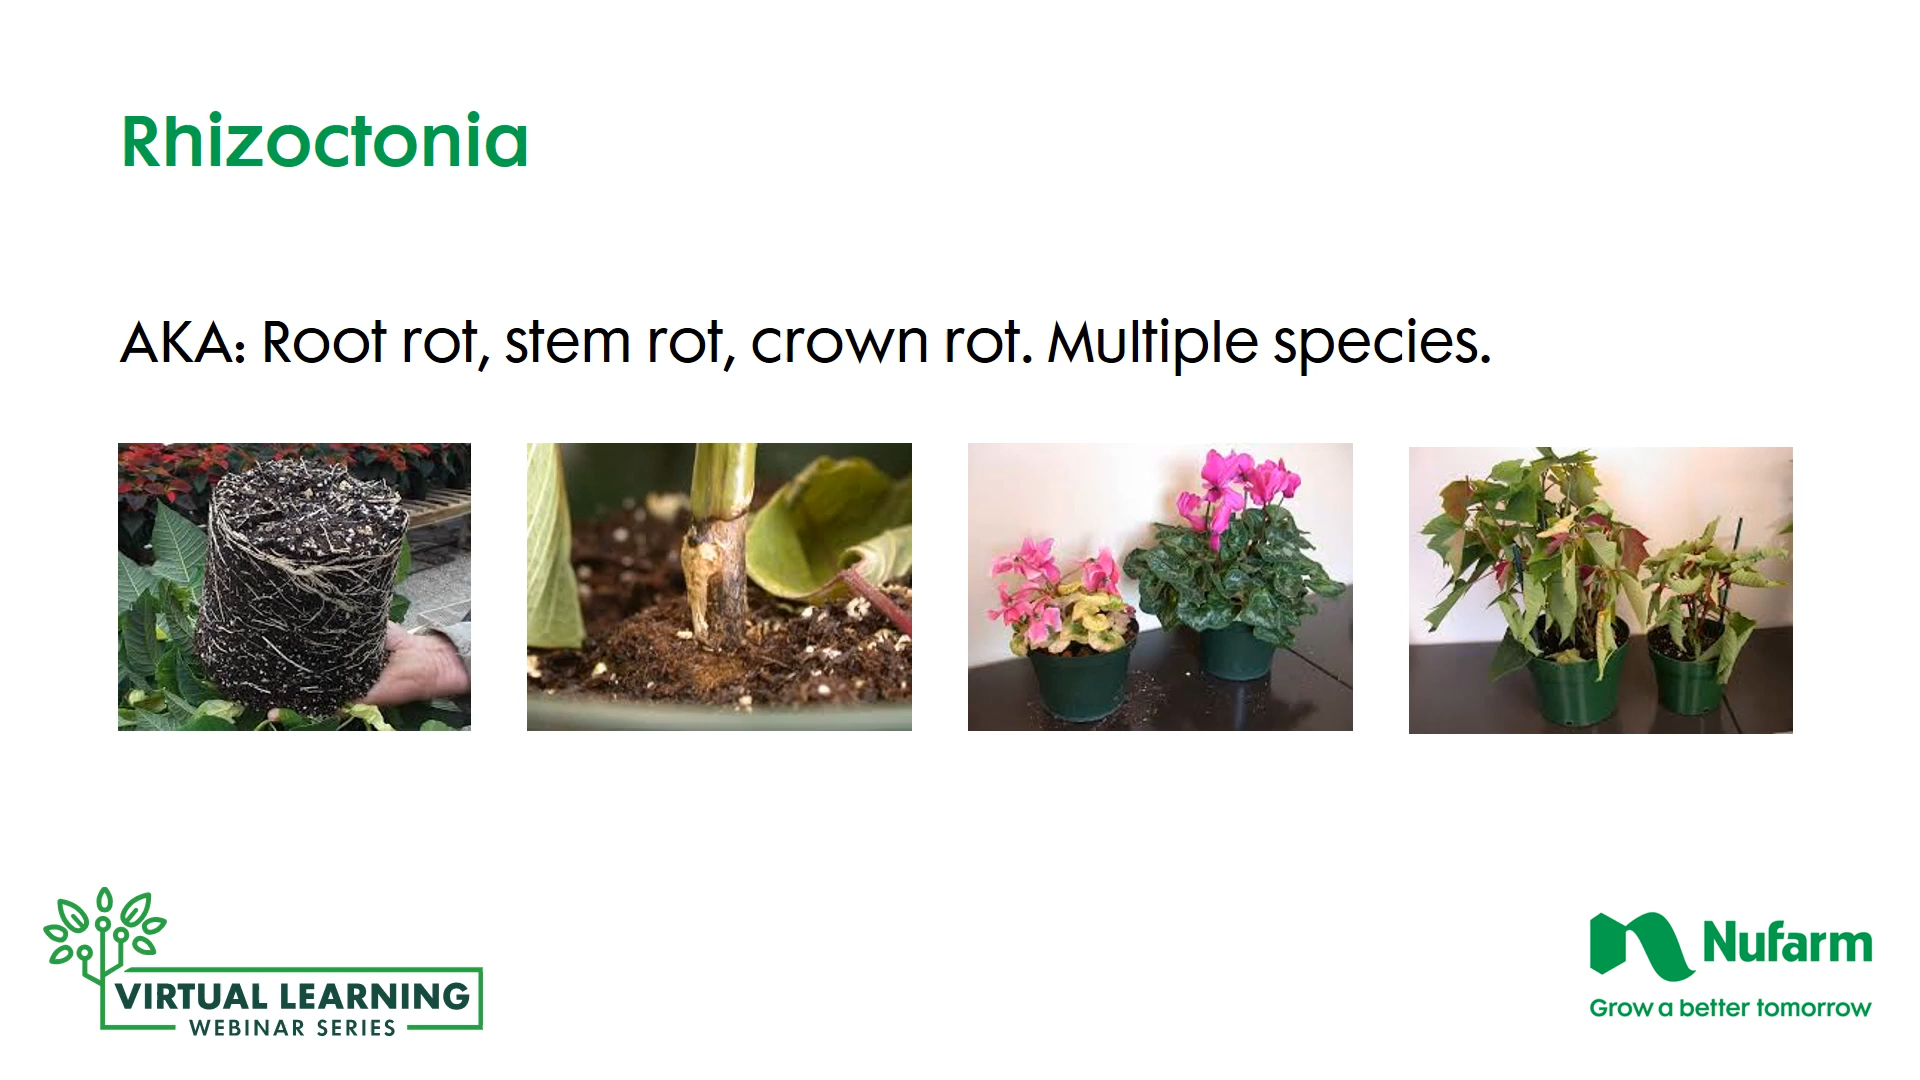 Rhizoctonia
AKA: Root rot, stem rot, crown rot. Multiple species.
VIRTUAL LEARNING
WEBINAR SERIES
Nufarm
Grow a better tomorrow